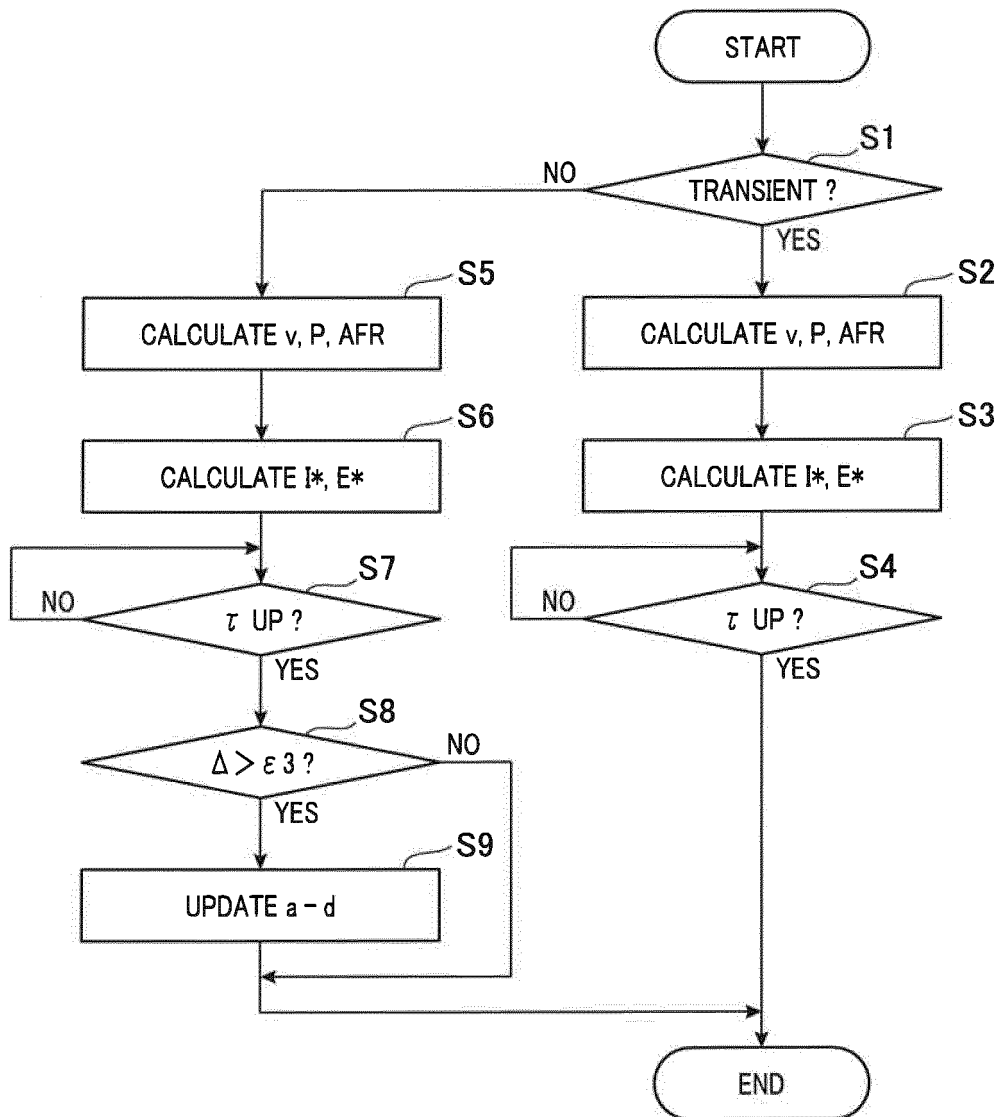 START
S1
TRANSIENT ?
NO
YES
S5
CALCULATE v, P, AFR
S2
CALCULATE v, P, AFR
S6
CALCULATE I*, E*
S3
CALCULATE I*, E*
S7
τ UP ?
NO
YES
S4
τ UP ?
NO
YES
S8
Δ > ε 3 ?
NO
YES
S9
UPDATE a - d
END